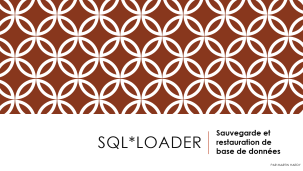 SQL*LOADER
Sauvegarde et
restauration de
base de données